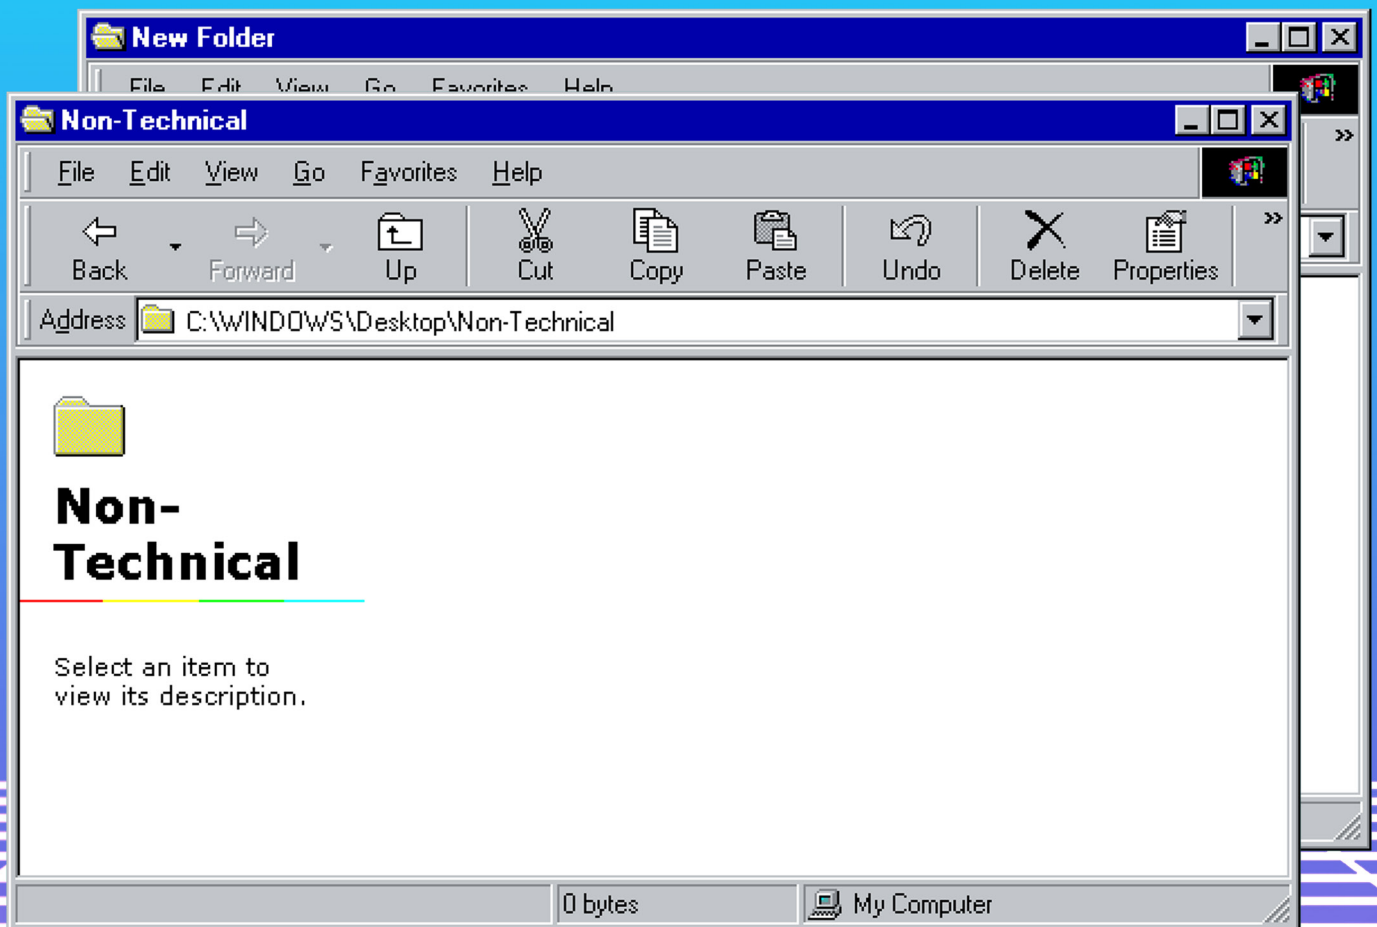 New Folder
File Edit View Go Favorites Help
Non-Technical
File Edit View Go Favorites Help
Back Forward Up Cut Copy Paste Undo Delete Properties
Address C:\WINDOWS\Desktop\Non-Technical
Non-
Technical
Select an item to
view its description.
0 bytes My Computer